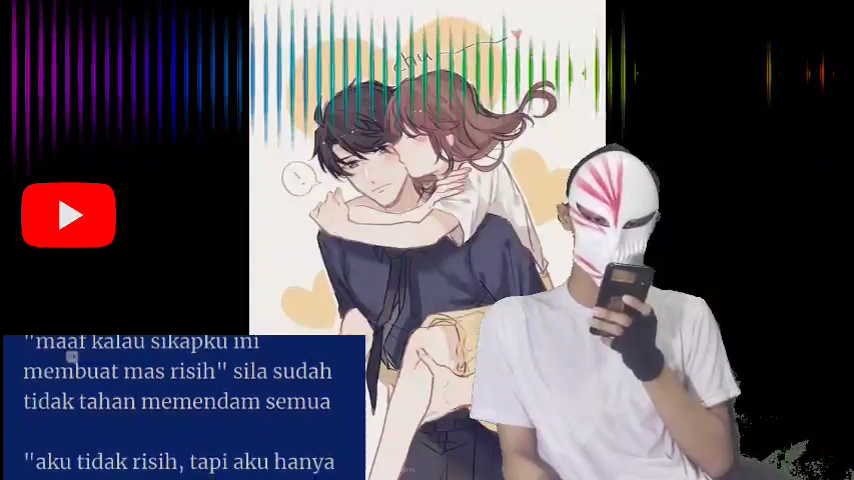 chu
"maaf kalau sikapku ini
membuat mas risih" sila sudah
tidak tahan memendam semua
"aku tidak risih, tapi aku hanya